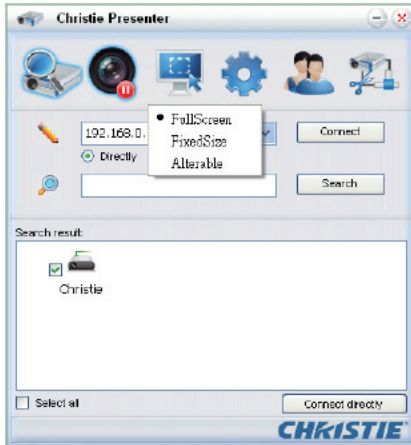 Christie Presenter
FullScreen
FixedSize
Alterable
192.168.0.
Connect
Directly
Search
Search result:
Christie
Select all
Connect directly
CHRISTIE